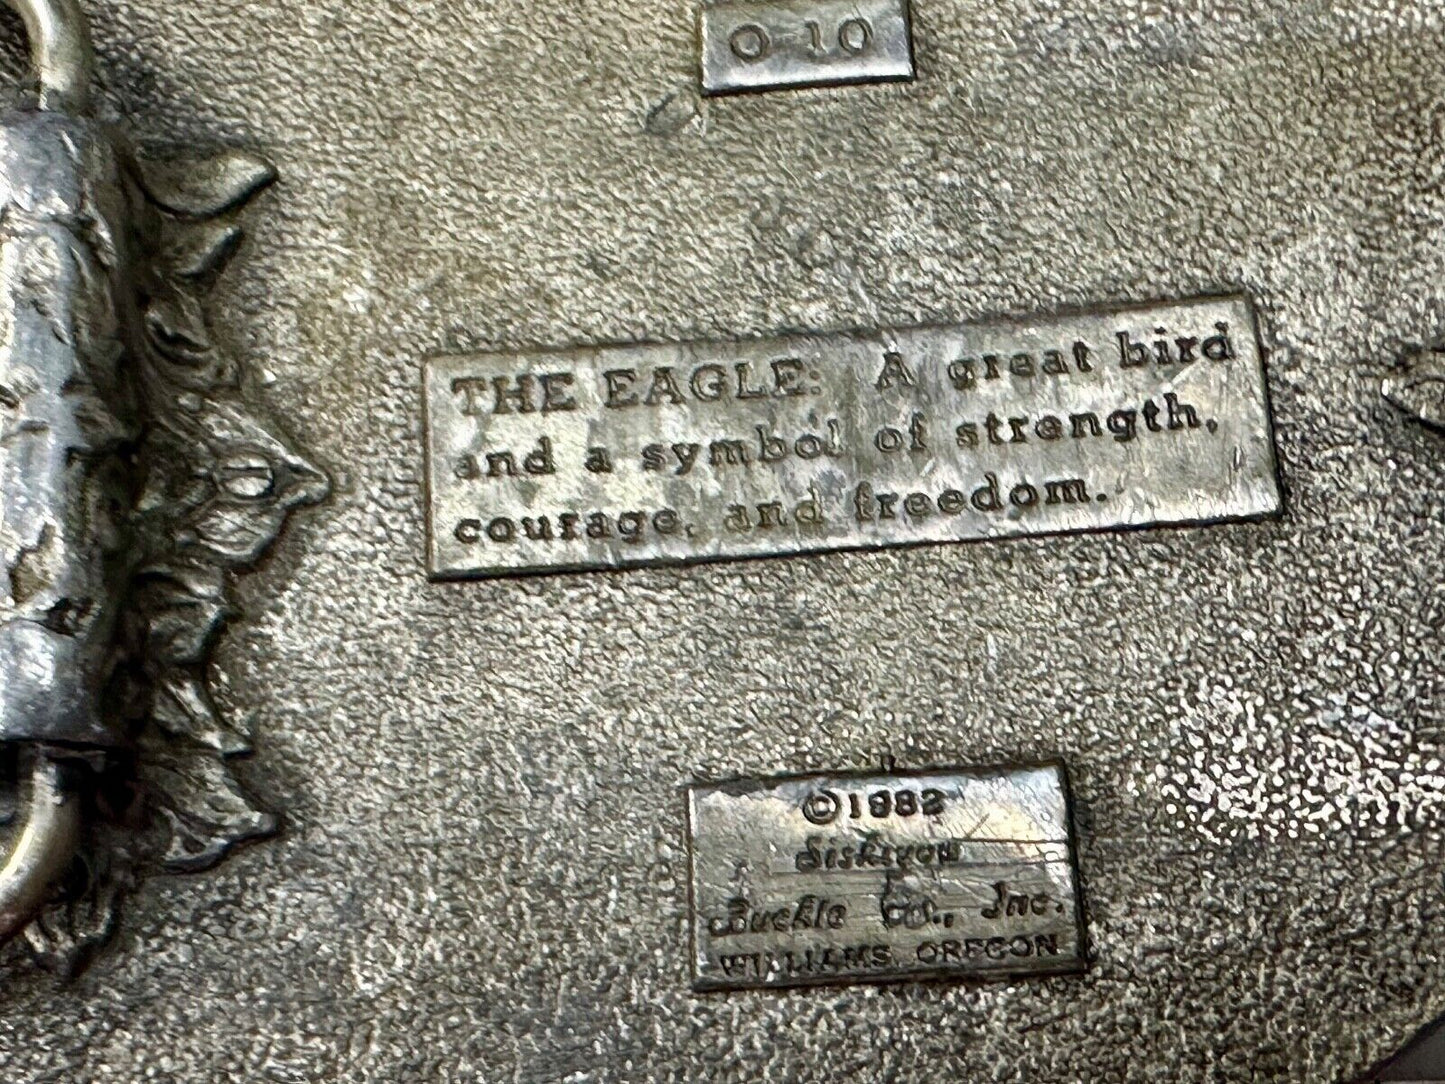 O-10
THE EAGLE: A great bird
and a symbol of strength,
courage, and freedom.
©1982
Siskiyou
Buckle Co., Inc.
WILLIAMS, OREGON